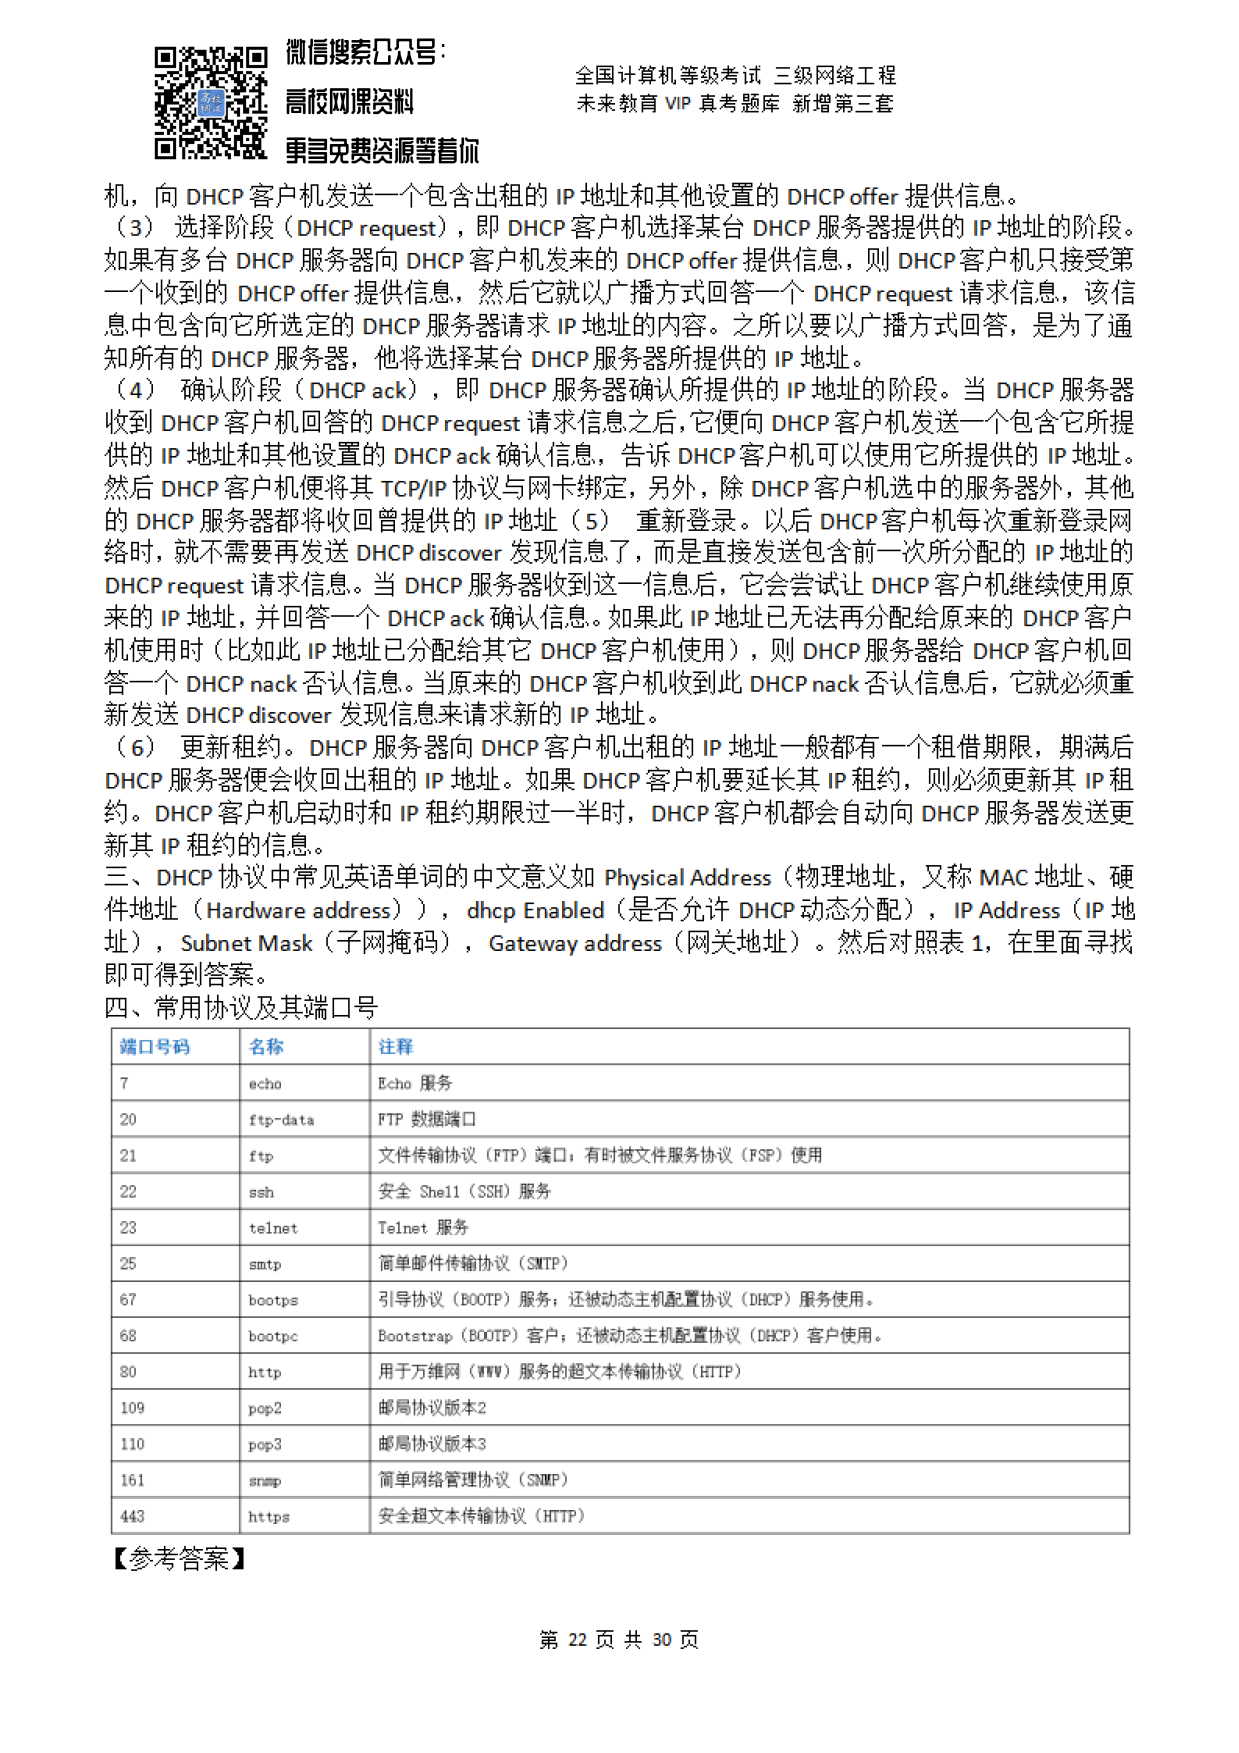 微信搜索公众号：
高校网课资料
更多免费资源等着你
全国计算机等级考试 三级网络工程
未来教育 VIP 真考题库 新增第三套
机，向 DHCP 客户机发送一个包含出租的 IP 地址和其他设置的 DHCP offer 提供信息。
（3） 选择阶段（DHCP request），即 DHCP 客户机选择某台 DHCP 服务器提供的 IP 地址的阶段。
如果有多台 DHCP 服务器向 DHCP 客户机发来的 DHCP offer 提供信息，则 DHCP 客户机只接受第
一个收到的 DHCP offer 提供信息，然后它就以广播方式回答一个 DHCP request 请求信息，该信
息中包含向它所选定的 DHCP 服务器请求 IP 地址的内容。之所以要以广播方式回答，是为了通
知所有的 DHCP 服务器，他将选择某台 DHCP 服务器所提供的 IP 地址。
（4） 确认阶段（DHCP ack），即 DHCP 服务器确认所提供的 IP 地址的阶段。当 DHCP 服务器
收到 DHCP 客户机回答的 DHCP request 请求信息之后，它便向 DHCP 客户机发送一个包含它所提
供的 IP 地址和其他设置的 DHCP ack 确认信息，告诉 DHCP 客户机可以使用它所提供的 IP 地址。
然后 DHCP 客户机便将其 TCP/IP 协议与网卡绑定，另外，除 DHCP 客户机选中的服务器外，其他
的 DHCP 服务器都将收回曾提供的 IP 地址（5） 重新登录。以后 DHCP 客户机每次重新登录网
络时，就不需要再发送 DHCP discover 发现信息了，而是直接发送包含前一次所分配的 IP 地址的
DHCP request 请求信息。当 DHCP 服务器收到这一信息后，它会尝试让 DHCP 客户机继续使用原
来的 IP 地址，并回答一个 DHCP ack 确认信息。如果此 IP 地址已无法再分配给原来的 DHCP 客户
机使用时（比如此 IP 地址已分配给其它 DHCP 客户机使用），则 DHCP 服务器给 DHCP 客户机回
答一个 DHCP nack 否认信息。当原来的 DHCP 客户机收到此 DHCP nack 否认信息后，它就必须重
新发送 DHCP discover 发现信息来请求新的 IP 地址。
（6） 更新租约。DHCP 服务器向 DHCP 客户机出租的 IP 地址一般都有一个租借期限，期满后
DHCP 服务器便会收回出租的 IP 地址。如果 DHCP 客户机要延长其 IP 租约，则必须更新其 IP 租
约。DHCP 客户机启动时和 IP 租约期限过一半时，DHCP 客户机都会自动向 DHCP 服务器发送更
新其 IP 租约的信息。
三、DHCP 协议中常见英语单词的中文意义如 Physical Address（物理地址，又称 MAC 地址、硬
件地址（Hardware address）），dhcp Enabled（是否允许 DHCP 动态分配），IP Address（IP 地
址），Subnet Mask（子网掩码），Gateway address（网关地址）。然后对照表 1，在里面寻找
即可得到答案。
四、常用协议及其端口号
端口号码 名称 注释
7 echo Echo 服务
20 ftp-data FTP 数据端口
21 ftp 文件传输协议（FTP）端口；有时被文件服务协议（FSP）使用
22 ssh 安全 Shell（SSH）服务
23 telnet Telnet 服务
25 smtp 简单邮件传输协议（SMTP）
67 bootps 引导协议（BOOTP）服务；还被动态主机配置协议（DHCP）服务使用。
68 bootpc Bootstrap（BOOTP）客户；还被动态主机配置协议（DHCP）客户使用。
80 http 用于万维网（WWW）服务的超文本传输协议（HTTP）
109 pop2 邮局协议版本2
110 pop3 邮局协议版本3
161 snmp 简单网络管理协议（SNMP）
443 https 安全超文本传输协议（HTTP）
【参考答案】
第 22 页 共 30 页